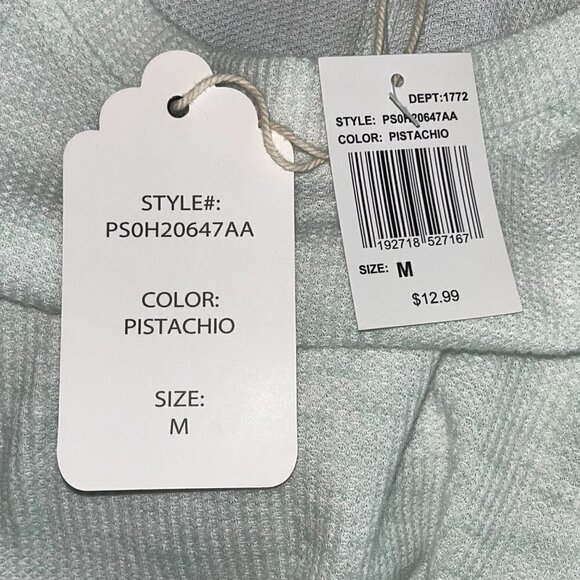 STYLE#:
PS0H20647AA
COLOR:
PISTACHIO
SIZE:
M
DEPT:1772
STYLE: PS0H20647AA
COLOR: PISTACHIO
192718 527167
SIZE: M
$12.99